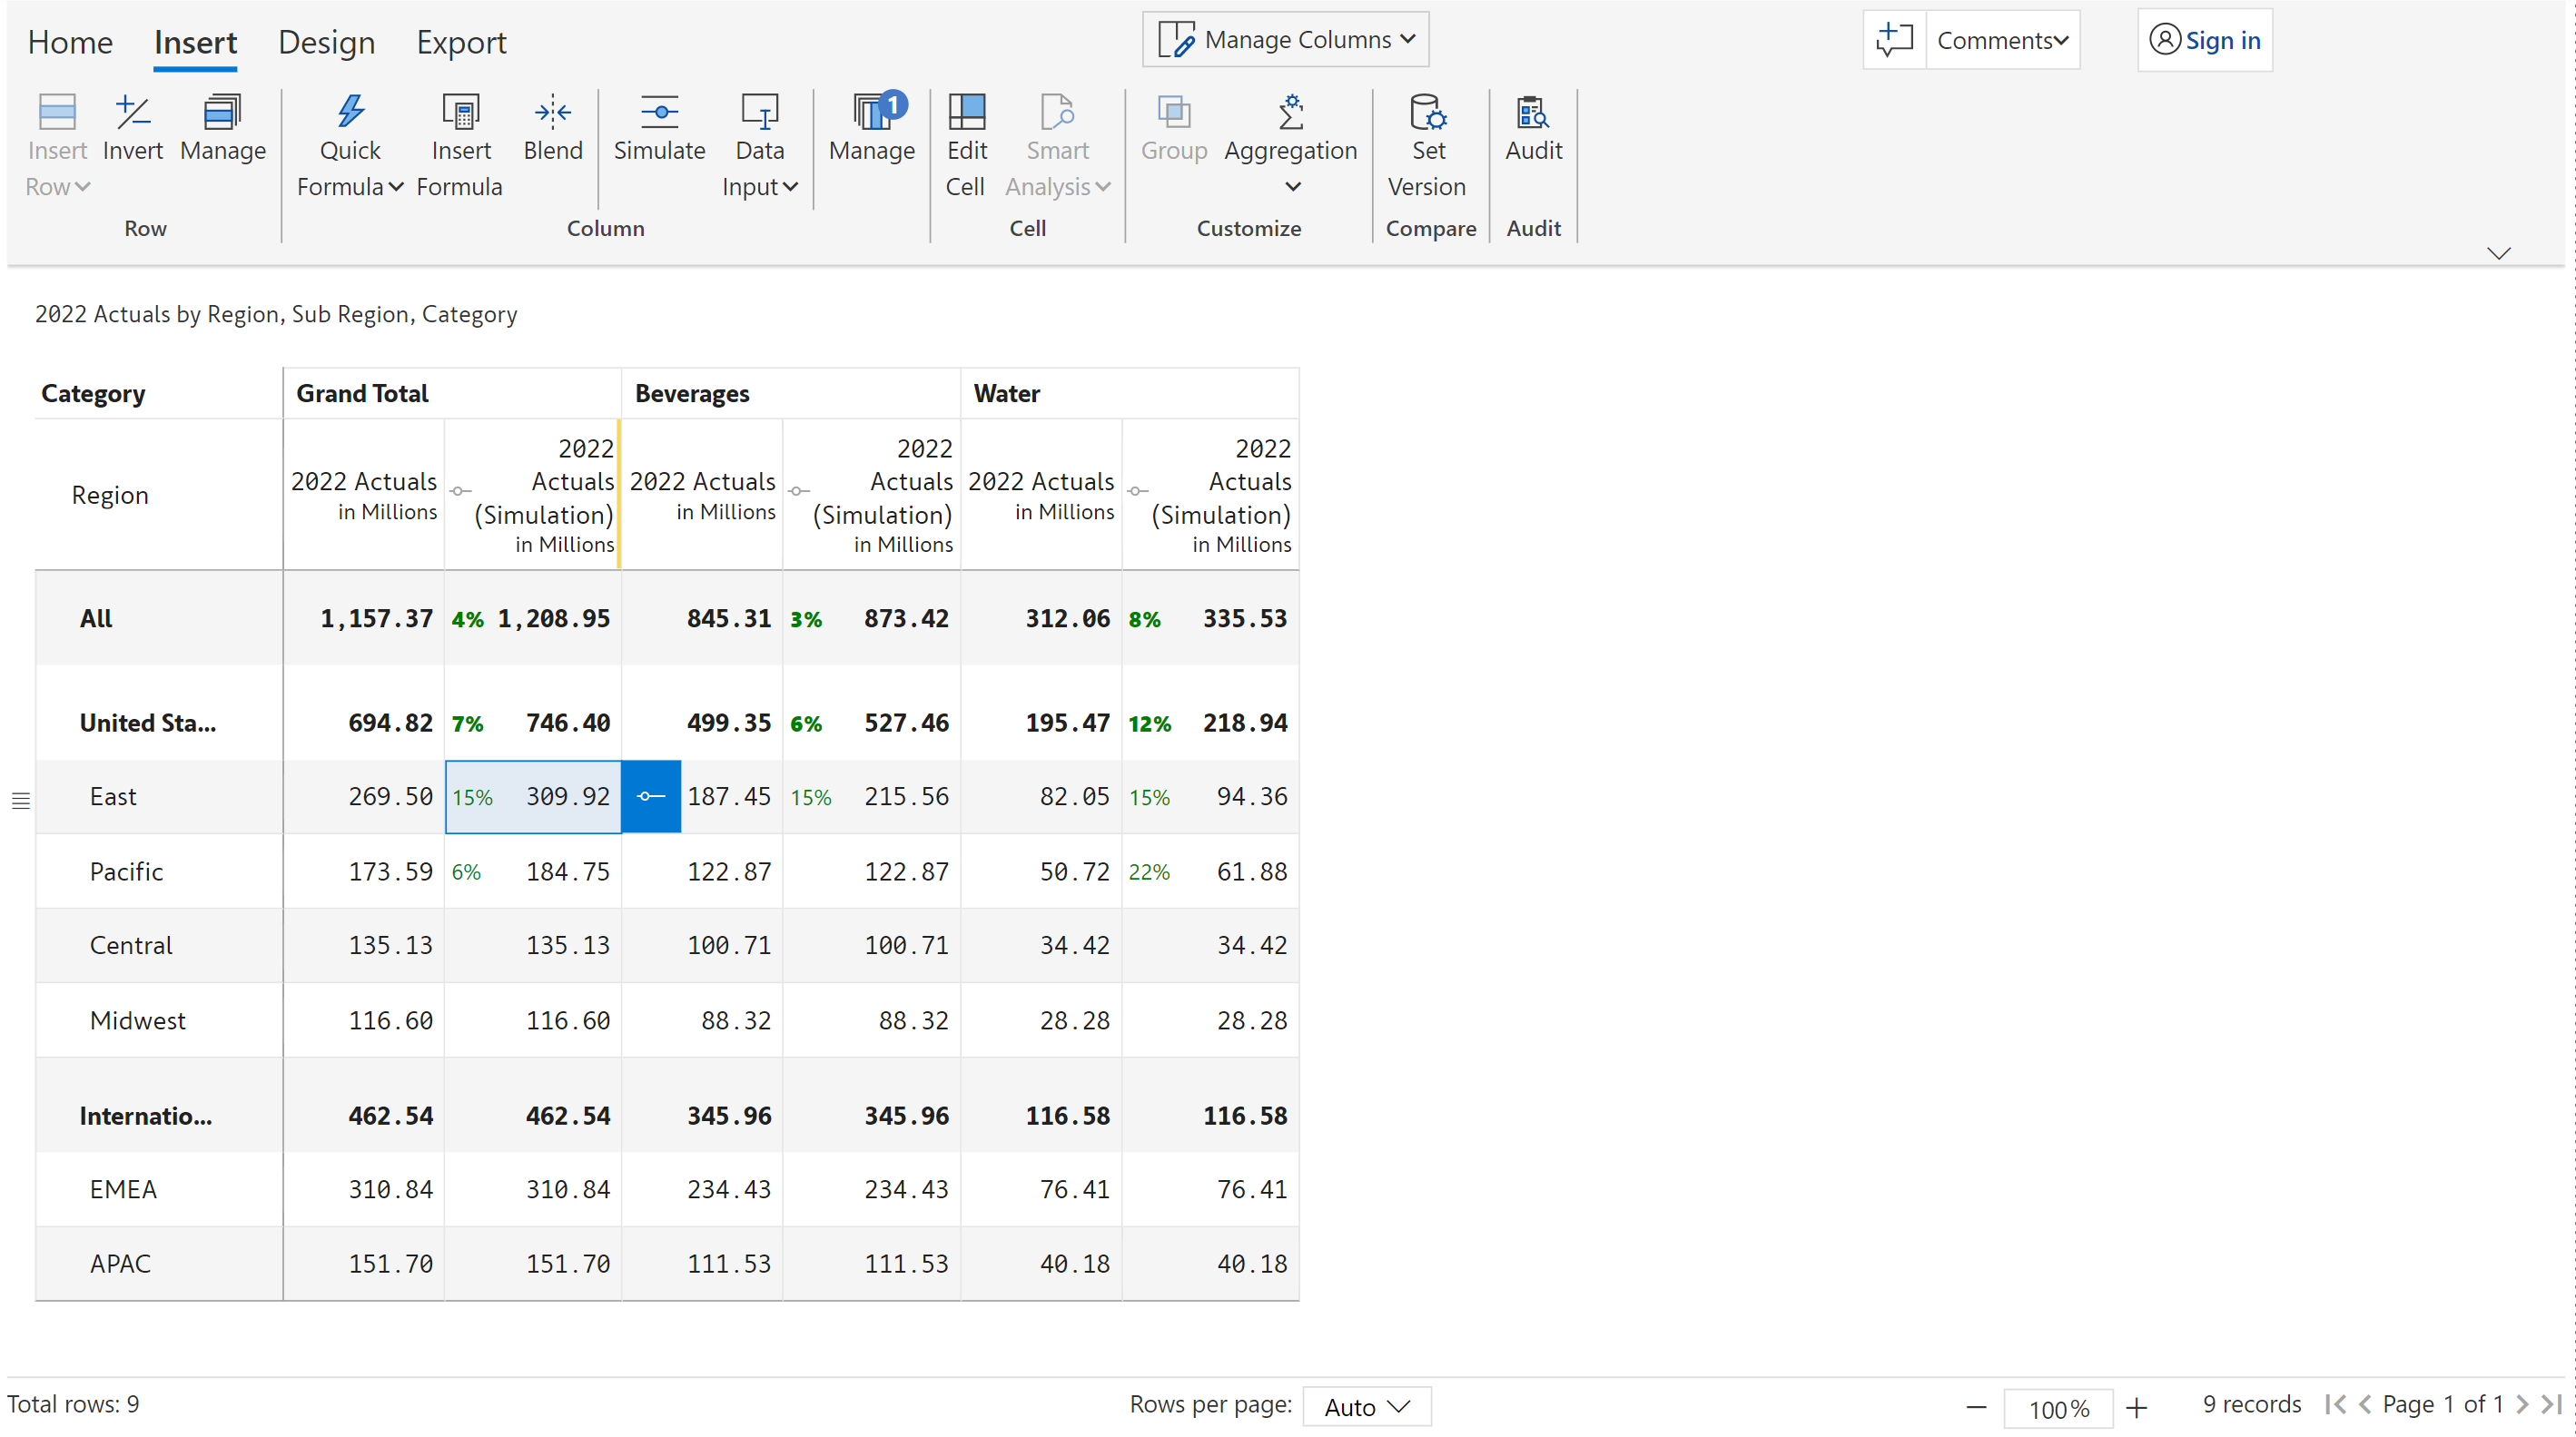 Home Insert Design Export Manage Columns Comments Sign in
Insert Row Invert Manage Quick Formula Insert Formula Blend Simulate Data Input Manage 1 Edit Cell Smart Analysis Group Aggregation Set Version Audit
Row Column Cell Customize Compare Audit
2022 Actuals by Region, Sub Region, Category
Category Grand Total Beverages Water
Region 2022 Actuals in Millions 2022 Actuals (Simulation) in Millions 2022 Actuals in Millions 2022 Actuals (Simulation) in Millions 2022 Actuals in Millions 2022 Actuals (Simulation) in Millions
All 1,157.37 4% 1,208.95 845.31 3% 873.42 312.06 8% 335.53
United Sta... 694.82 7% 746.40 499.35 6% 527.46 195.47 12% 218.94
East 269.50 15% 309.92 187.45 15% 215.56 82.05 15% 94.36
Pacific 173.59 6% 184.75 122.87 122.87 50.72 22% 61.88
Central 135.13 135.13 100.71 100.71 34.42 34.42
Midwest 116.60 116.60 88.32 88.32 28.28 28.28
Internatio... 462.54 462.54 345.96 345.96 116.58 116.58
EMEA 310.84 310.84 234.43 234.43 76.41 76.41
APAC 151.70 151.70 111.53 111.53 40.18 40.18
Total rows: 9 Rows per page: Auto 100% 9 records Page 1 of 1